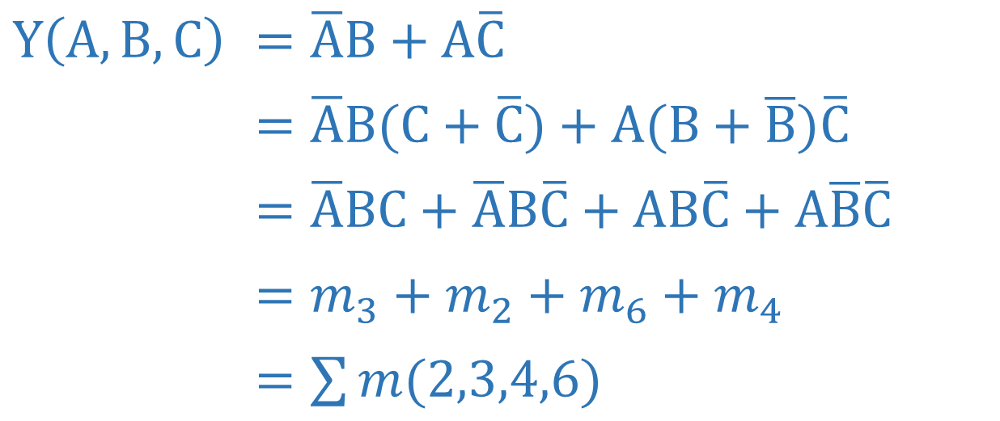 Y(A, B, C) = A̅B + AC̅
= A̅B(C + C̅) + A(B + B̅)C̅
= A̅BC + A̅BC̅ + ABC̅ + AB̅C̅
= m₃ + m₂ + m₆ + m₄
= ∑ m(2,3,4,6)